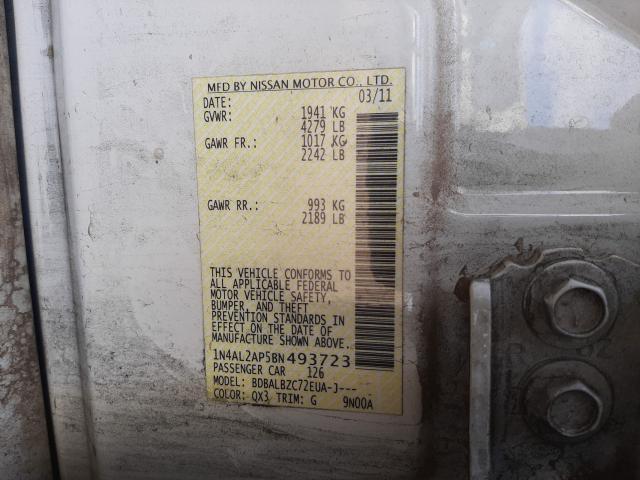 MFD BY NISSAN MOTOR CO., LTD.
DATE: 03/11
GVWR: 1941 KG
4279 LB
GAWR FR.: 1017 KG
2242 LB
GAWR RR.: 993 KG
2189 LB
THIS VEHICLE CONFORMS TO
ALL APPLICABLE FEDERAL
MOTOR VEHICLE SAFETY,
BUMPER, AND THEFT
PREVENTION STANDARDS IN
EFFECT ON THE DATE OF
MANUFACTURE SHOWN ABOVE.
1N4AL2AP5BN493723
PASSENGER CAR 126
MODEL: BDBALBZC72EUA-J---
COLOR: QX3 TRIM: G 9N00A